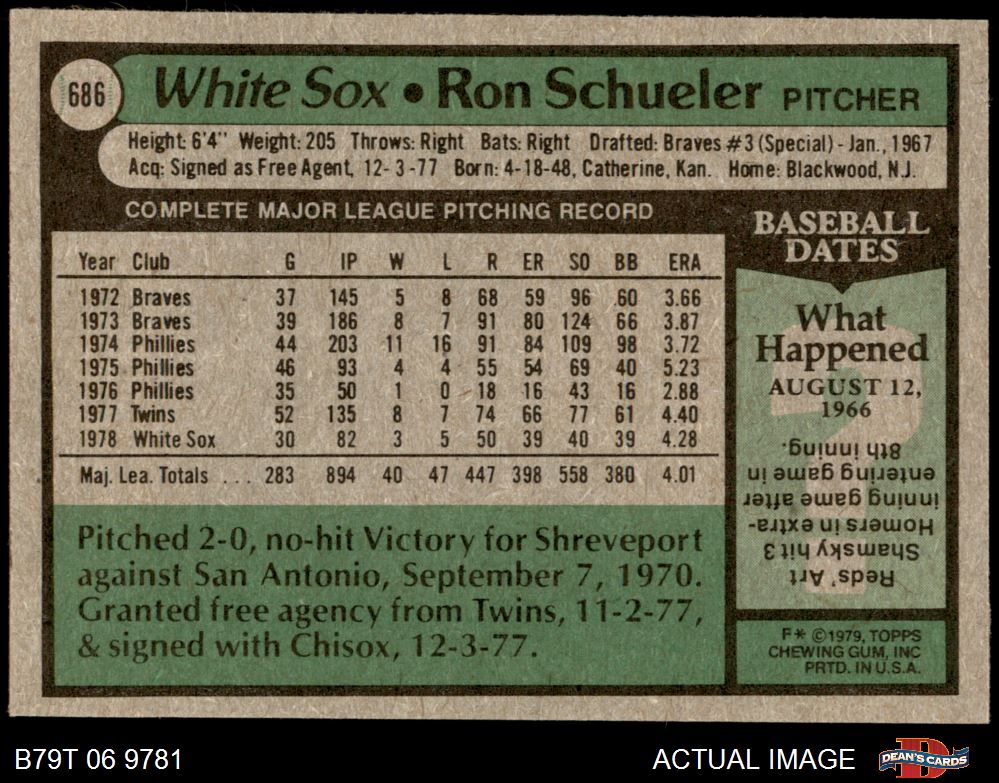 686
White Sox • Ron Schueler PITCHER
Height: 6'4" Weight: 205 Throws: Right Bats: Right Drafted: Braves #3 (Special) - Jan., 1967
Acq: Signed as Free Agent, 12-3-77 Born: 4-18-48, Catherine, Kan. Home: Blackwood, N.J.
COMPLETE MAJOR LEAGUE PITCHING RECORD
Year Club G IP W L R ER SO BB ERA
1972 Braves 37 145 5 8 68 59 96 60 3.66
1973 Braves 39 186 8 7 91 80 124 66 3.87
1974 Phillies 44 203 11 16 91 84 109 98 3.72
1975 Phillies 46 93 4 4 55 54 69 40 5.23
1976 Phillies 35 50 1 0 18 16 43 16 2.88
1977 Twins 52 135 8 7 74 66 77 61 4.40
1978 White Sox 30 82 3 5 50 39 40 39 4.28
Maj. Lea. Totals . . . 283 894 40 47 447 398 558 380 4.01
Pitched 2-0, no-hit Victory for Shreveport
against San Antonio, September 7, 1970.
Granted free agency from Twins, 11-2-77,
& signed with Chisox, 12-3-77.
BASEBALL
DATES
What
Happened
AUGUST 12,
1966
?
Reds' Art
Shamsky hit 3
Homers in extra-
inning game after
entering game in
8th inning.
F* ©1979, TOPPS
CHEWING GUM, INC
PRTD. IN U.S.A.
B79T 06 9781
ACTUAL IMAGE
D
DEAN'S CARDS